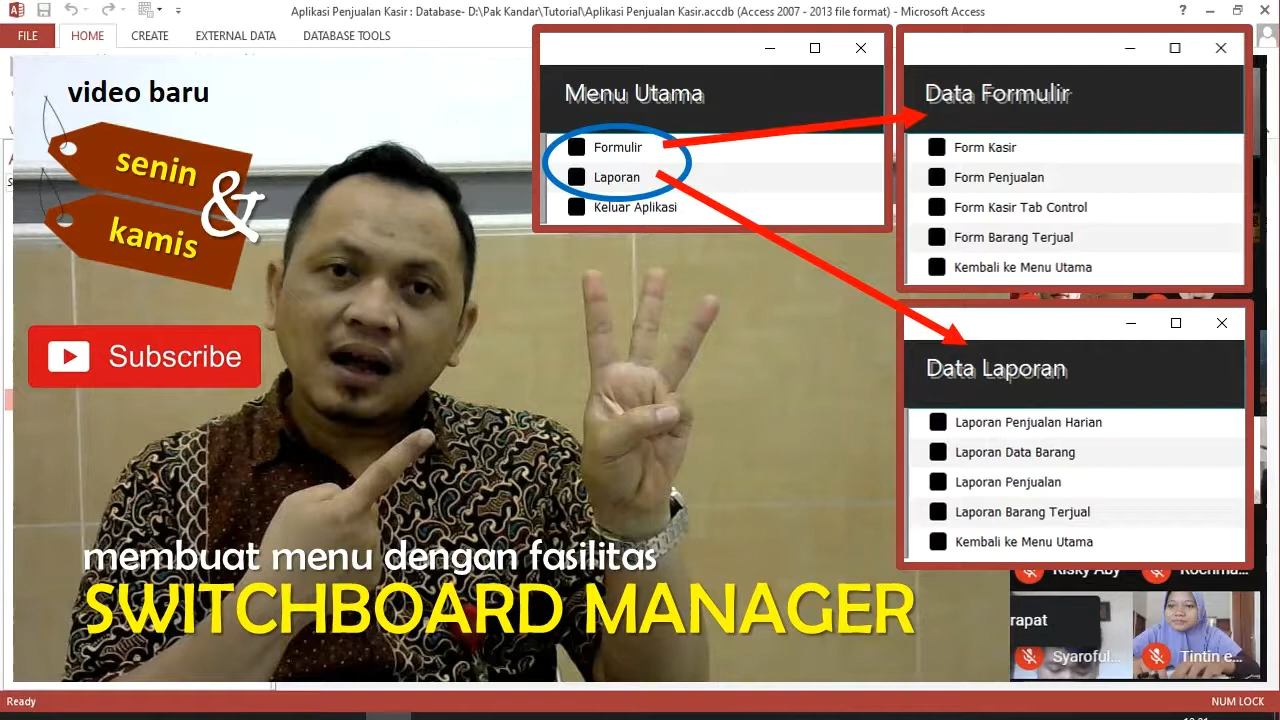 Aplikasi Penjualan Kasir : Database- D:\Pak Kandar\Tutorial\Aplikasi Penjualan Kasir.accdb (Access 2007 - 2013 file format) - Microsoft Access
FILE
HOME
CREATE
EXTERNAL DATA
DATABASE TOOLS
video baru
senin
&
kamis
Subscribe
Menu Utama
Formulir
Laporan
Keluar Aplikasi
Data Formulir
Form Kasir
Form Penjualan
Form Kasir Tab Control
Form Barang Terjual
Kembali ke Menu Utama
Data Laporan
Laporan Penjualan Harian
Laporan Data Barang
Laporan Penjualan
Laporan Barang Terjual
Kembali ke Menu Utama
membuat menu dengan fasilitas
SWITCHBOARD MANAGER
Risky Aby
rapat
Syaroful...
Tintin e...
Ready
NUM LOCK